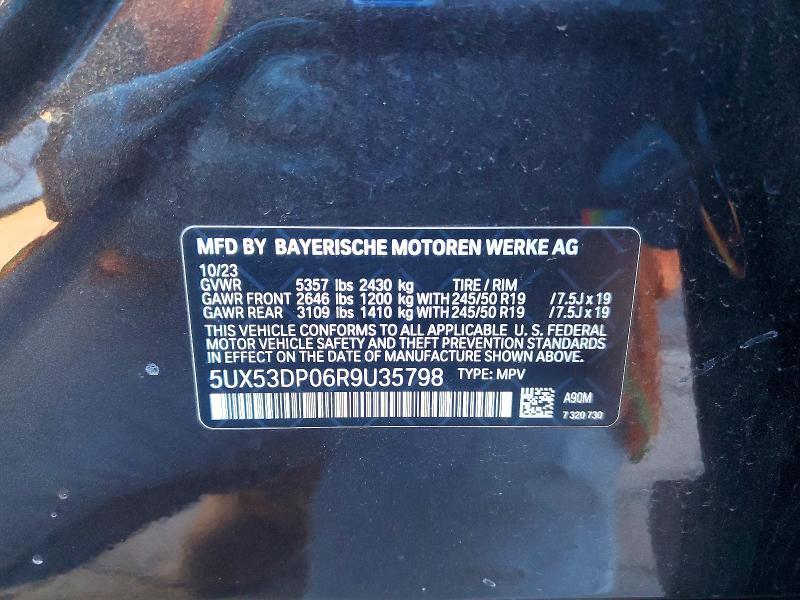 MFD BY BAYERISCHE MOTOREN WERKE AG
10/23
GVWR 5357 lbs 2430 kg TIRE / RIM
GAWR FRONT 2646 lbs 1200 kg WITH 245/50 R19 /7.5J x 19
GAWR REAR 3109 lbs 1410 kg WITH 245/50 R19 /7.5J x 19
THIS VEHICLE CONFORMS TO ALL APPLICABLE U.S. FEDERAL
MOTOR VEHICLE SAFETY AND THEFT PREVENTION STANDARDS
IN EFFECT ON THE DATE OF MANUFACTURE SHOWN ABOVE.
5UX53DP06R9U35798 TYPE: MPV
A90M
7 320 730